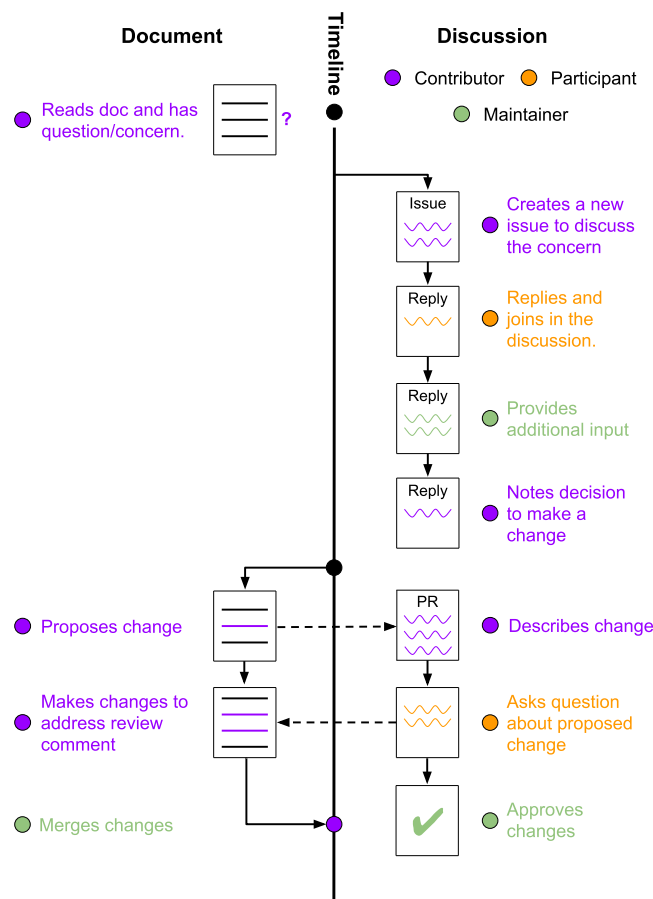 Document
Timeline
Discussion
Contributor
Participant
Maintainer
Reads doc and has
question/concern.
?
Issue
Creates a new
issue to discuss
the concern
Reply
Replies and
joins in the
discussion.
Reply
Provides
additional input
Reply
Notes decision
to make a
change
Proposes change
PR
Describes change
Makes changes to
address review
comment
Asks question
about proposed
change
Merges changes
Approves
changes